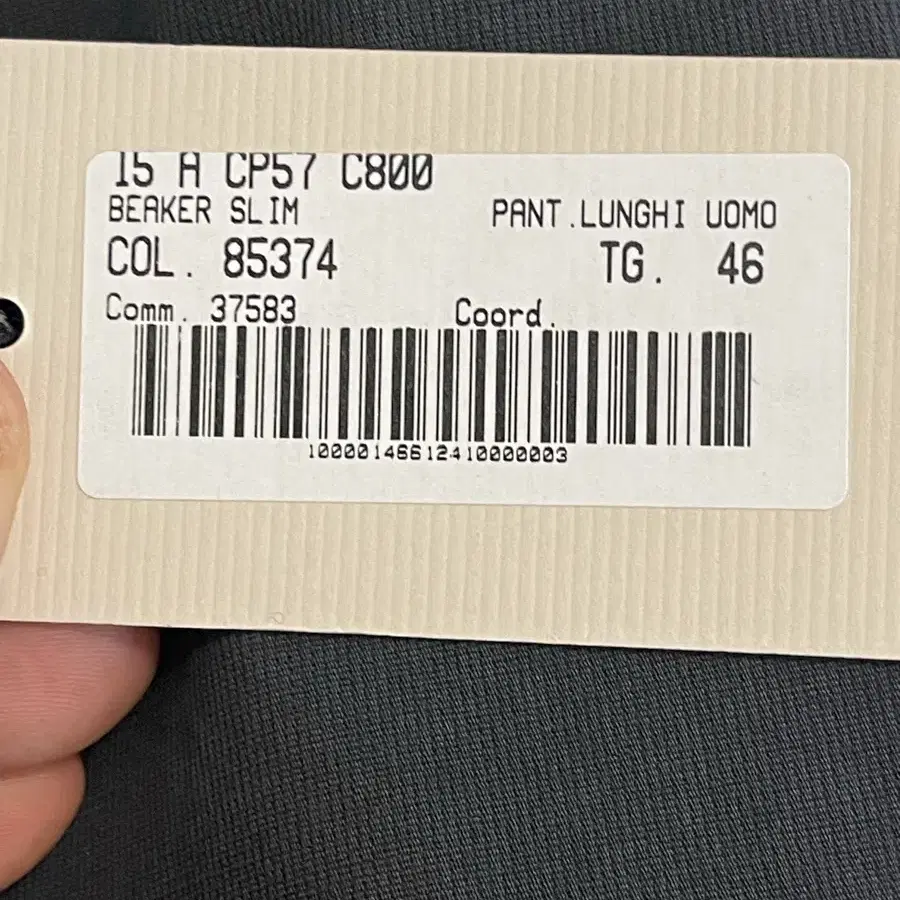 15 A CP57 C800
BEAKER SLIM PANT.LUNGHI UOMO
COL. 85374 TG. 46
Comm. 37583 Coord.
10000146612410000003